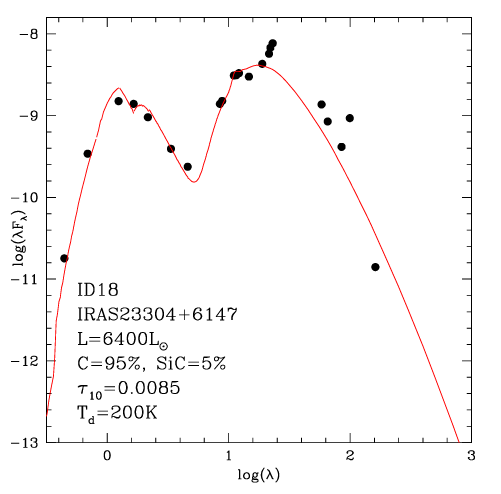 -8
-9
-10
-11
-12
-13
log(λF_λ)
ID18
IRAS23304+6147
L=6400L_⊙
C=95%, SiC=5%
τ_10=0.0085
T_d=200K
0 1 2 3
log(λ)